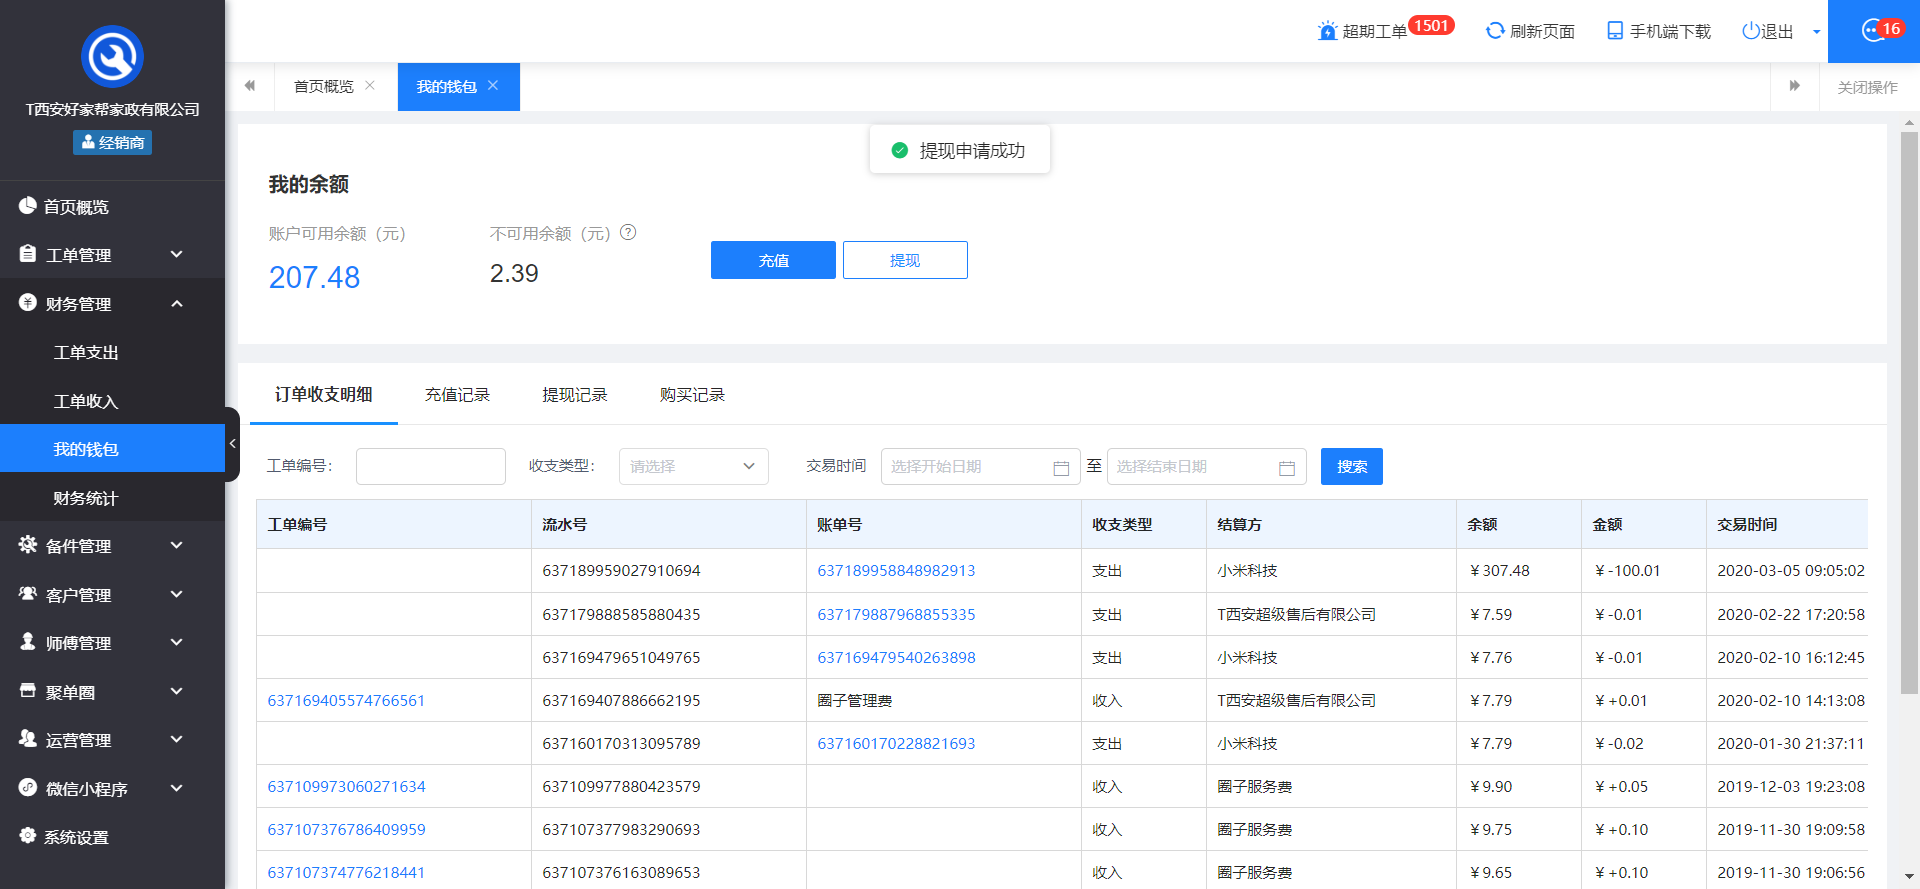 超期工单 1501 刷新页面 手机端下载 退出 16
T西安好家帮家政有限公司
经销商
首页概览
工单管理
财务管理
工单支出
工单收入
我的钱包
财务统计
备件管理
客户管理
师傅管理
聚单圈
运营管理
微信小程序
系统设置
首页概览 我的钱包 关闭操作
提现申请成功
我的余额
账户可用余额（元） 不可用余额（元）
207.48 2.39 充值 提现
订单收支明细 充值记录 提现记录 购买记录
工单编号： 收支类型： 请选择 交易时间 选择开始日期 至 选择结束日期 搜索
工单编号 流水号 账单号 收支类型 结算方 余额 金额 交易时间
637189959027910694 637189958848982913 支出 小米科技 ￥307.48 ￥-100.01 2020-03-05 09:05:02
637179888585880435 637179887968855335 支出 T西安超级售后有限公司 ￥7.59 ￥-0.01 2020-02-22 17:20:58
637169479651049765 637169479540263898 支出 小米科技 ￥7.76 ￥-0.01 2020-02-10 16:12:45
637169405574766561 637169407886662195 圈子管理费 收入 T西安超级售后有限公司 ￥7.79 ￥+0.01 2020-02-10 14:13:08
637160170313095789 637160170228821693 支出 小米科技 ￥7.79 ￥-0.02 2020-01-30 21:37:11
637109973060271634 637109977880423579 收入 圈子服务费 ￥9.90 ￥+0.05 2019-12-03 19:23:08
637107376786409959 637107377983290693 收入 圈子服务费 ￥9.75 ￥+0.10 2019-11-30 19:09:58
637107374776218441 637107376163089653 收入 圈子服务费 ￥9.65 ￥+0.10 2019-11-30 19:06:56